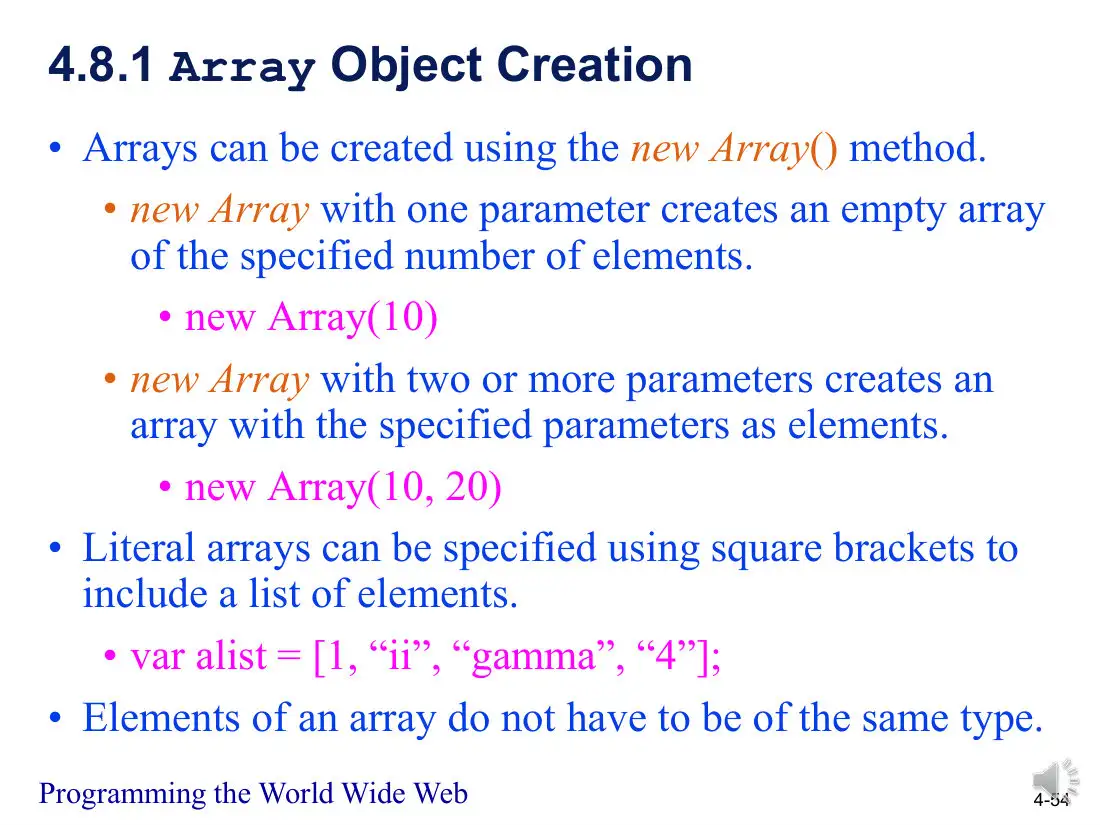 4.8.1 Array Object Creation
• Arrays can be created using the new Array() method.
• new Array with one parameter creates an empty array
of the specified number of elements.
• new Array(10)
• new Array with two or more parameters creates an
array with the specified parameters as elements.
• new Array(10, 20)
• Literal arrays can be specified using square brackets to
include a list of elements.
• var alist = [1, “ii”, “gamma”, “4”];
• Elements of an array do not have to be of the same type.
Programming the World Wide Web
4-54